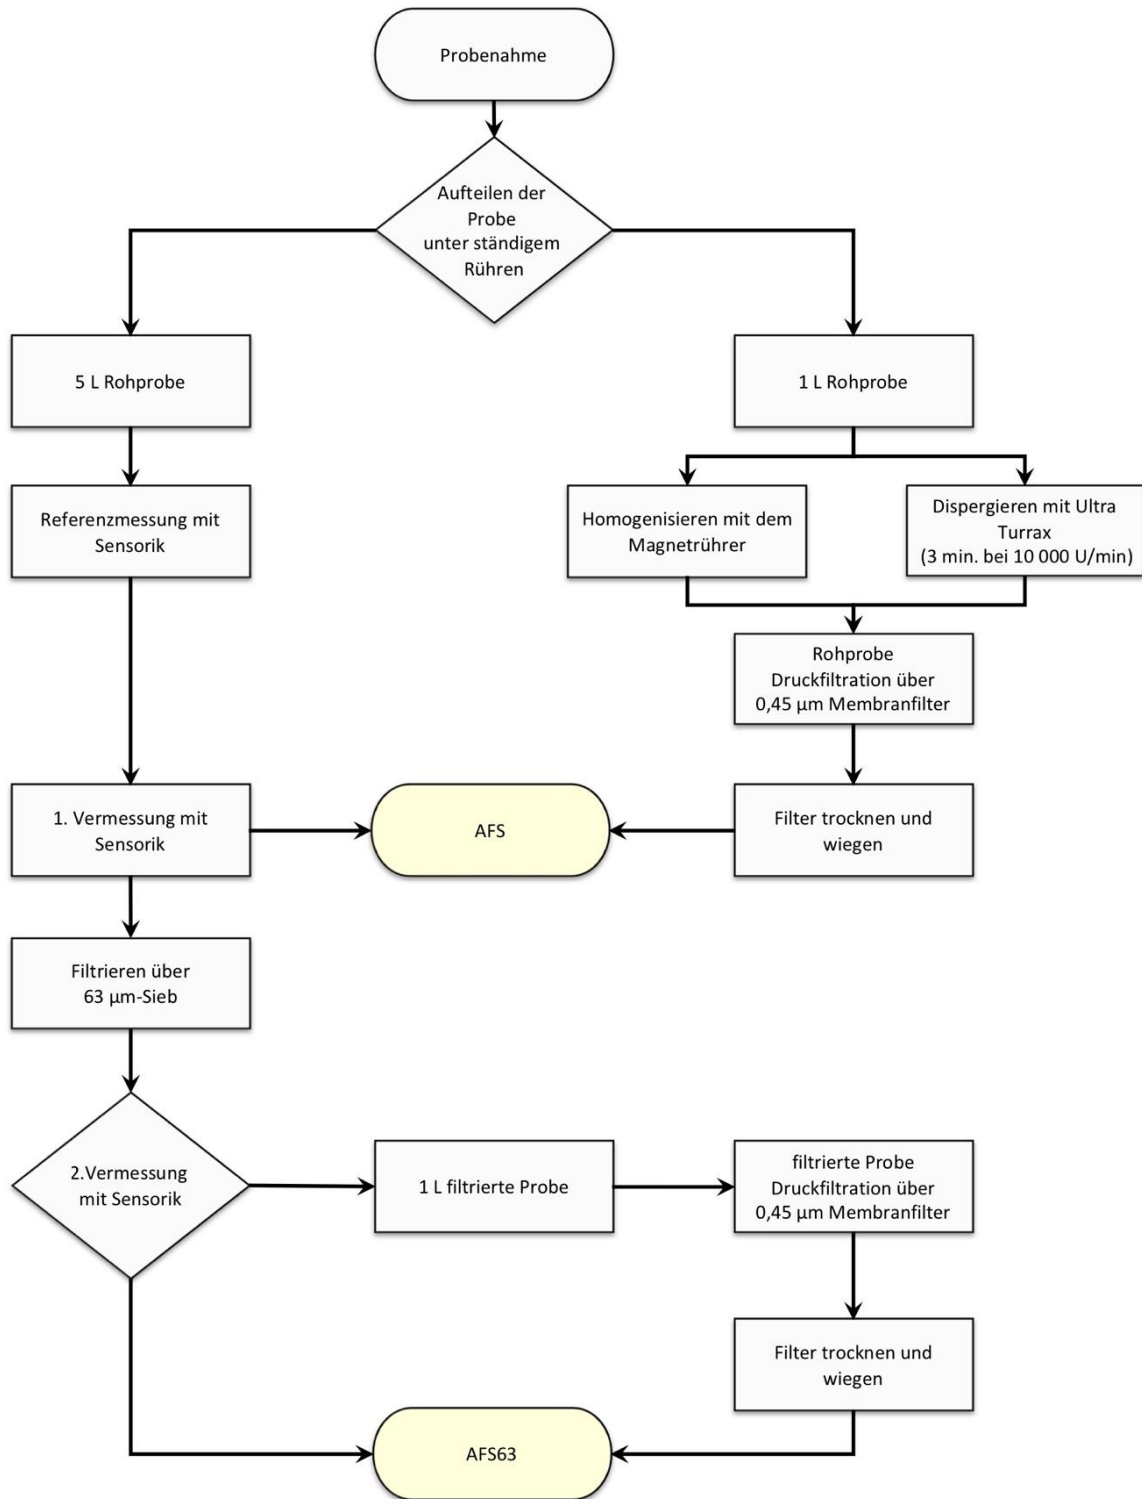 Probenahme
Aufteilen der
Probe
unter ständigem
Rühren
5 L Rohprobe
1 L Rohprobe
Referenzmessung mit
Sensorik
Homogenisieren mit dem
Magnetrührer
Dispergieren mit Ultra
Turrax
(3 min. bei 10 000 U/min)
Rohprobe
Druckfiltration über
0,45 µm Membranfilter
1. Vermessung mit
Sensorik
AFS
Filter trocknen und
wiegen
Filtrieren über
63 µm-Sieb
2.Vermessung
mit Sensorik
1 L filtrierte Probe
filtrierte Probe
Druckfiltration über
0,45 µm Membranfilter
Filter trocknen und
wiegen
AFS63